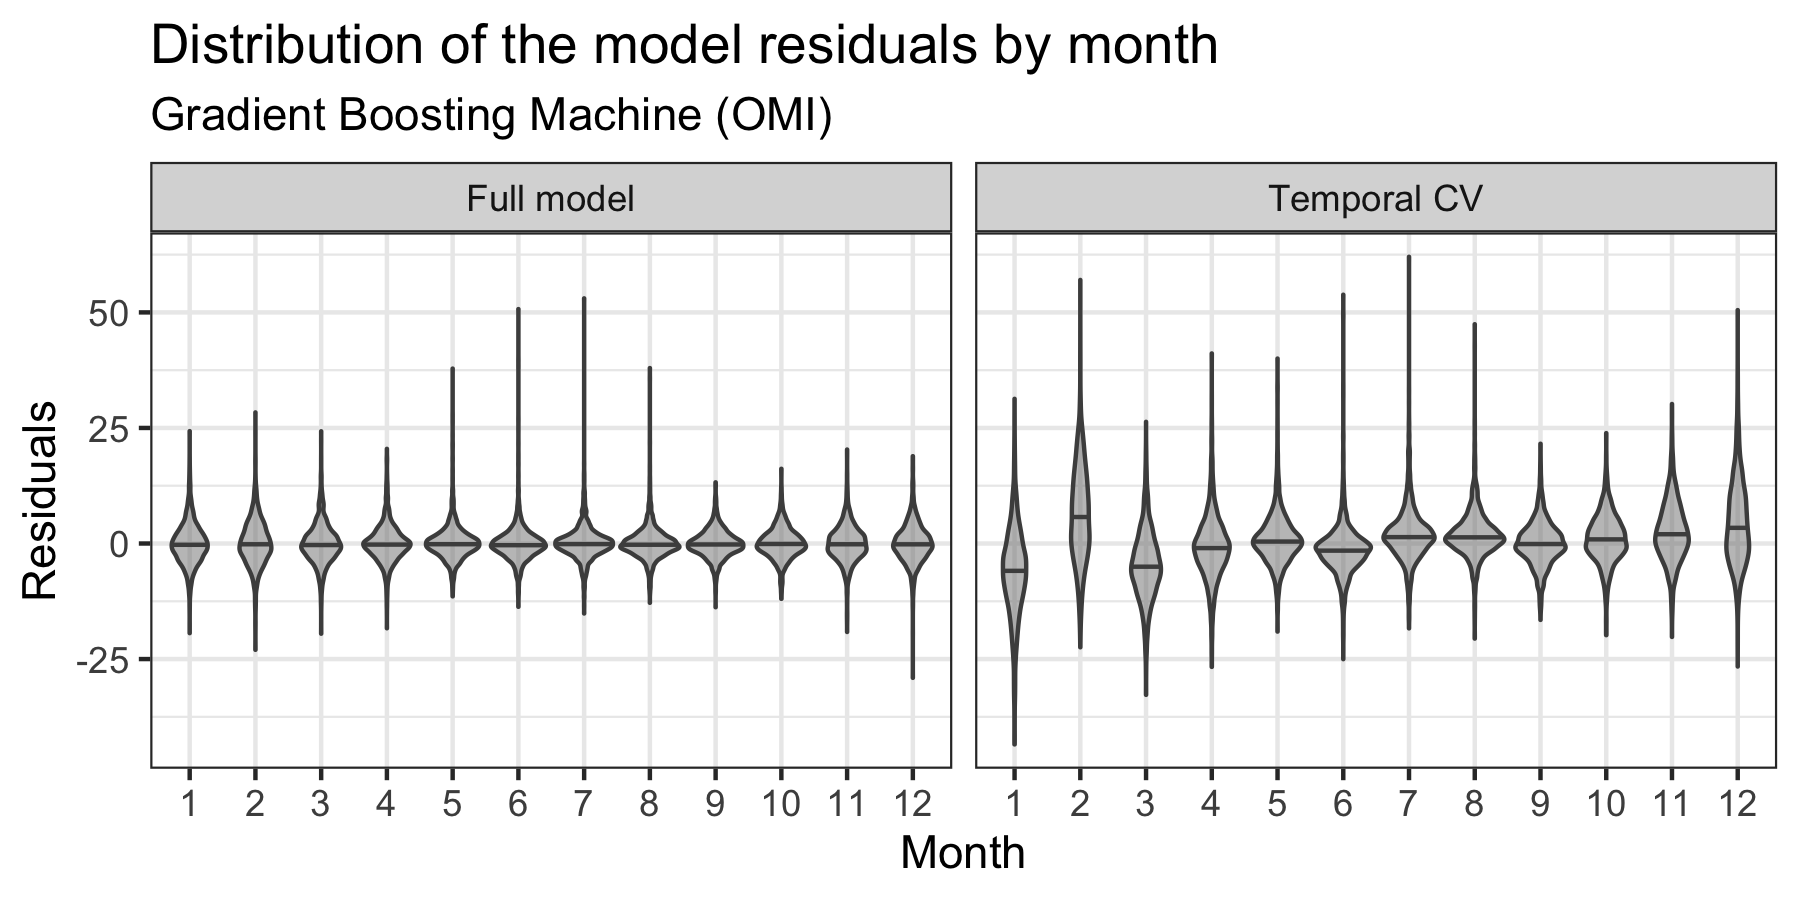 Distribution of the model residuals by month
Gradient Boosting Machine (OMI)
Full model
Temporal CV
Residuals
50
25
0
-25
1 2 3 4 5 6 7 8 9 10 11 12
1 2 3 4 5 6 7 8 9 10 11 12
Month